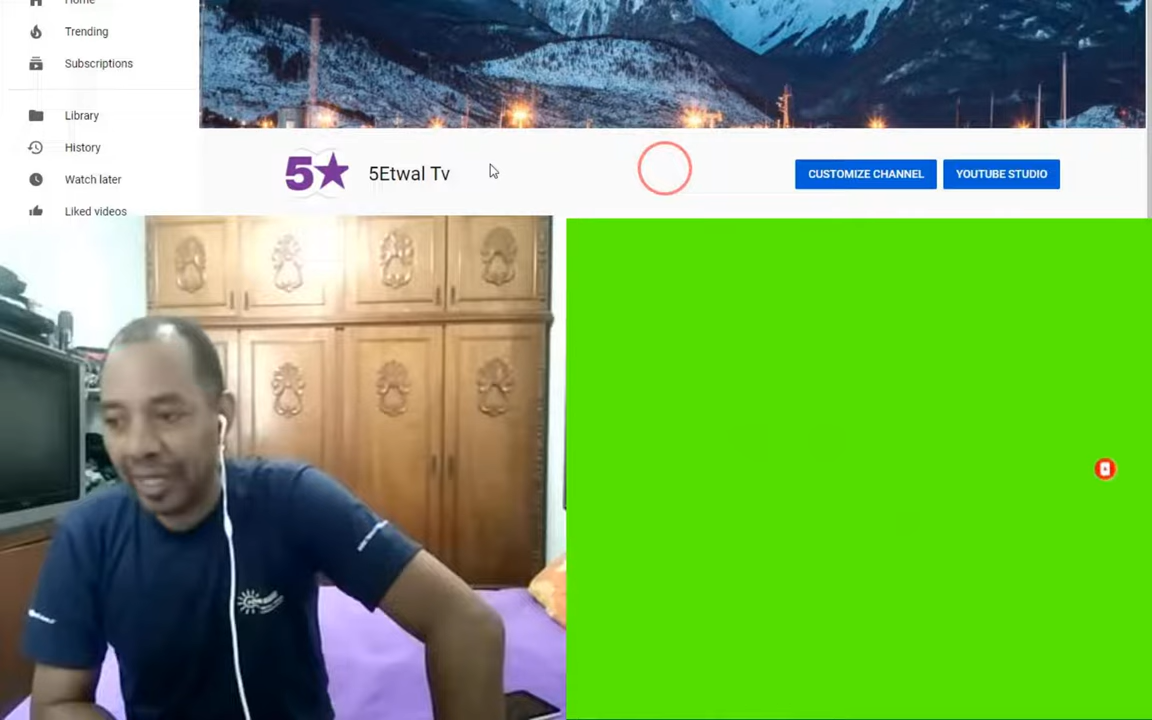 Home
Trending
Subscriptions
Library
History
Watch later
Liked videos
5★ 5Etwal Tv
CUSTOMIZE CHANNEL
YOUTUBE STUDIO